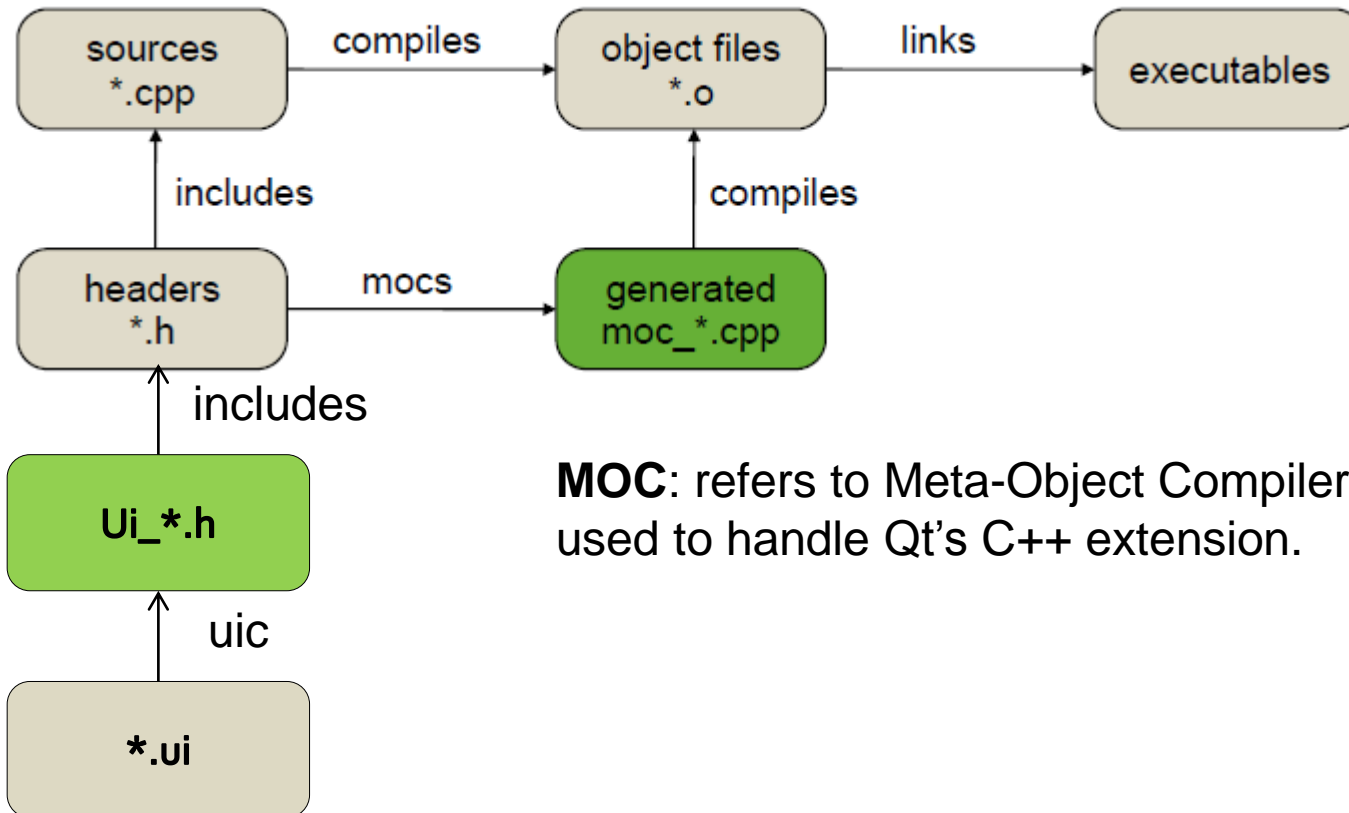 sources
*.cpp
compiles
object files
*.o
links
executables
includes
compiles
headers
*.h
mocs
generated
moc_*.cpp
includes
Ui_*.h
MOC: refers to Meta-Object Compiler
used to handle Qt’s C++ extension.
uic
*.ui